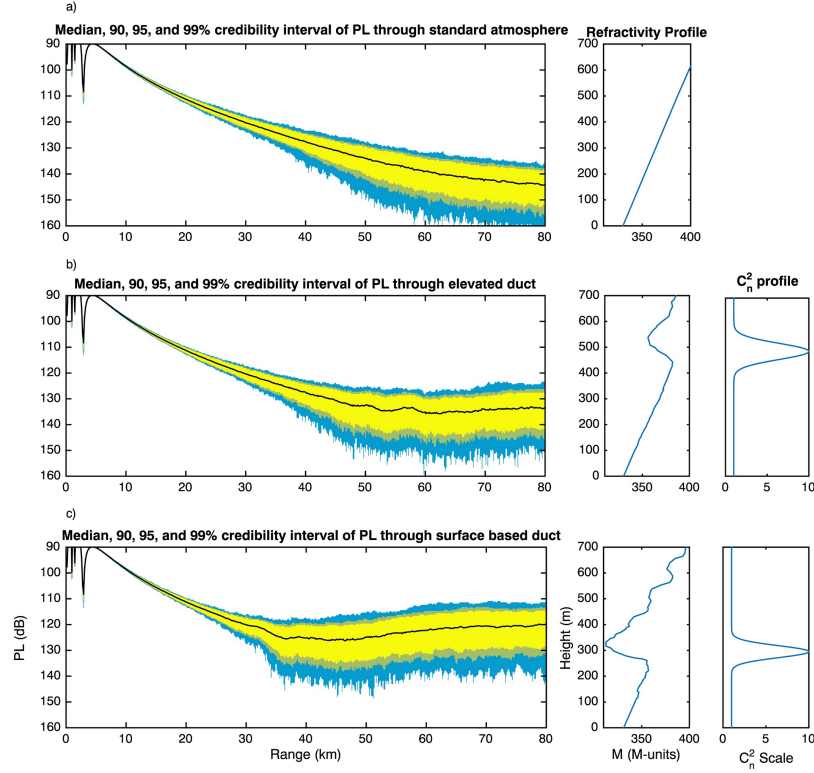 a)
Median, 90, 95, and 99% credibility interval of PL through standard atmosphere
Refractivity Profile
90
100
110
120
130
140
150
160
0 10 20 30 40 50 60 70 80
700
600
500
400
300
200
100
0
350 400
b)
Median, 90, 95, and 99% credibility interval of PL through elevated duct
C_n^2 profile
90
100
110
120
130
140
150
160
0 10 20 30 40 50 60 70 80
700
600
500
400
300
200
100
0
350 400
0 5 10
c)
Median, 90, 95, and 99% credibility interval of PL through surface based duct
PL (dB)
90
100
110
120
130
140
150
160
0 10 20 30 40 50 60 70 80
Range (km)
Height (m)
700
600
500
400
300
200
100
0
350 400
M (M-units)
0 5 10
C_n^2 Scale